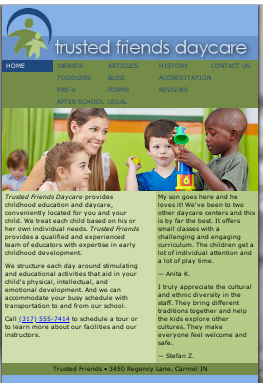 trusted friends daycare
HOME INFANTS ARTICLES HISTORY CONTACT US
TODDLERS BLOG ACCREDITATION
PRE-K FORMS REVIEWS
AFTER SCHOOL LEGAL
Trusted Friends Daycare provides
childhood education and daycare,
conveniently located for you and your
child. We treat each child based on his or
her own individual needs. Trusted Friends
provides a qualified and experienced
team of educators with expertise in early
childhood development.
We structure each day around stimulating
and educational activities that aid in your
child's physical, intellectual, and
emotional development. And we can
accommodate your busy schedule with
transportation to and from our school.
Call (317) 555-7414 to schedule a tour or
to learn more about our facilities and our
instructors.
My son goes here and he
loves it! We've been to two
other daycare centers and this
is by far the best. It offers
small classes with a
challenging and engaging
curriculum. The children get a
lot of individual attention and
a lot of play time.
— Anita K.
I truly appreciate the cultural
and ethnic diversity in the
staff. They bring different
traditions together and help
the kids explore other
cultures. They make
everyone feel welcome and
safe.
— Stefan Z.
Trusted Friends • 3450 Regency Lane, Carmel IN